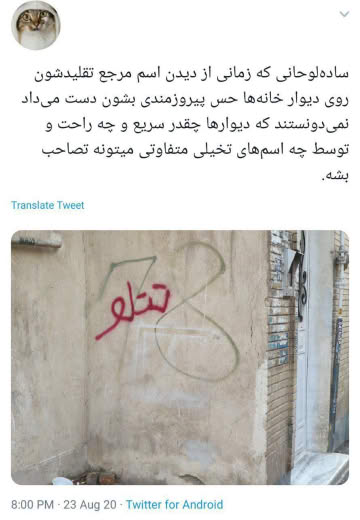 ساده‌لوحانی که زمانی از دیدن اسم مرجع تقلیدشون
روی دیوار خانه‌ها حس پیروزمندی بشون دست می‌داد
نمی‌دونستند که دیوارها چقدر سریع و چه راحت و
توسط چه اسم‌های تخیلی متفاوتی میتونه تصاحب
بشه.
Translate Tweet
78
تتلو
8:00 PM · 23 Aug 20 · Twitter for Android